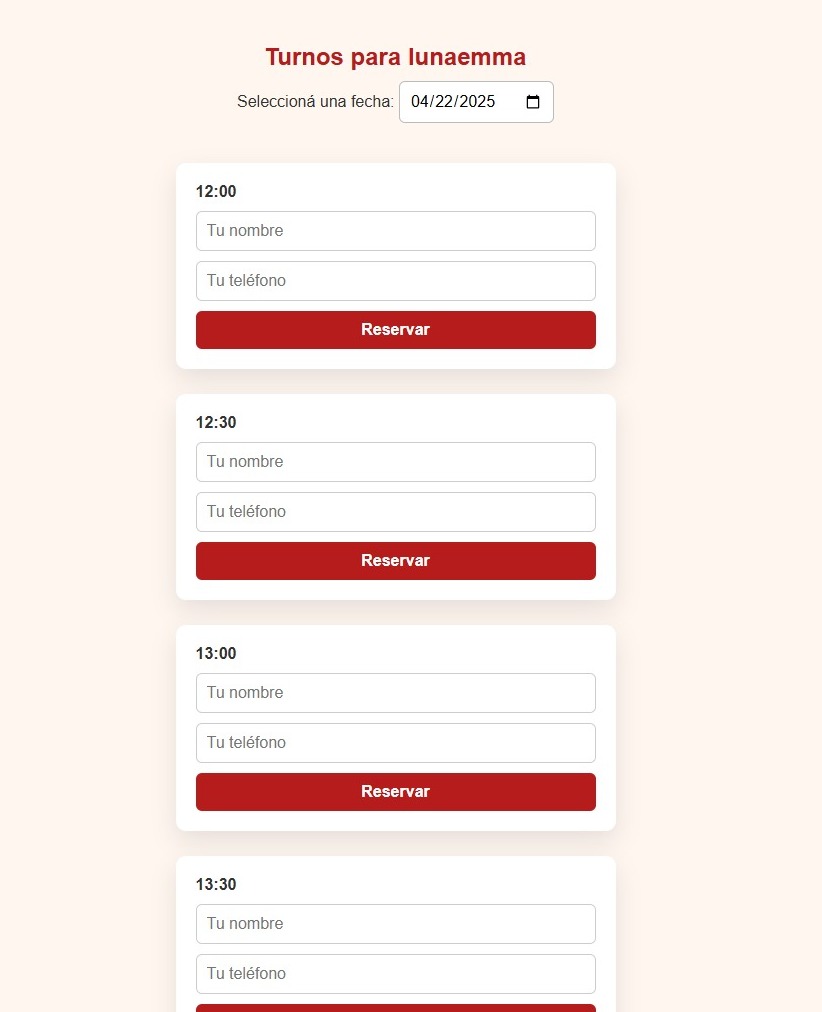 Turnos para lunaemma
Seleccioná una fecha: 04/22/2025
12:00
Tu nombre
Tu teléfono
Reservar
12:30
Tu nombre
Tu teléfono
Reservar
13:00
Tu nombre
Tu teléfono
Reservar
13:30
Tu nombre
Tu teléfono